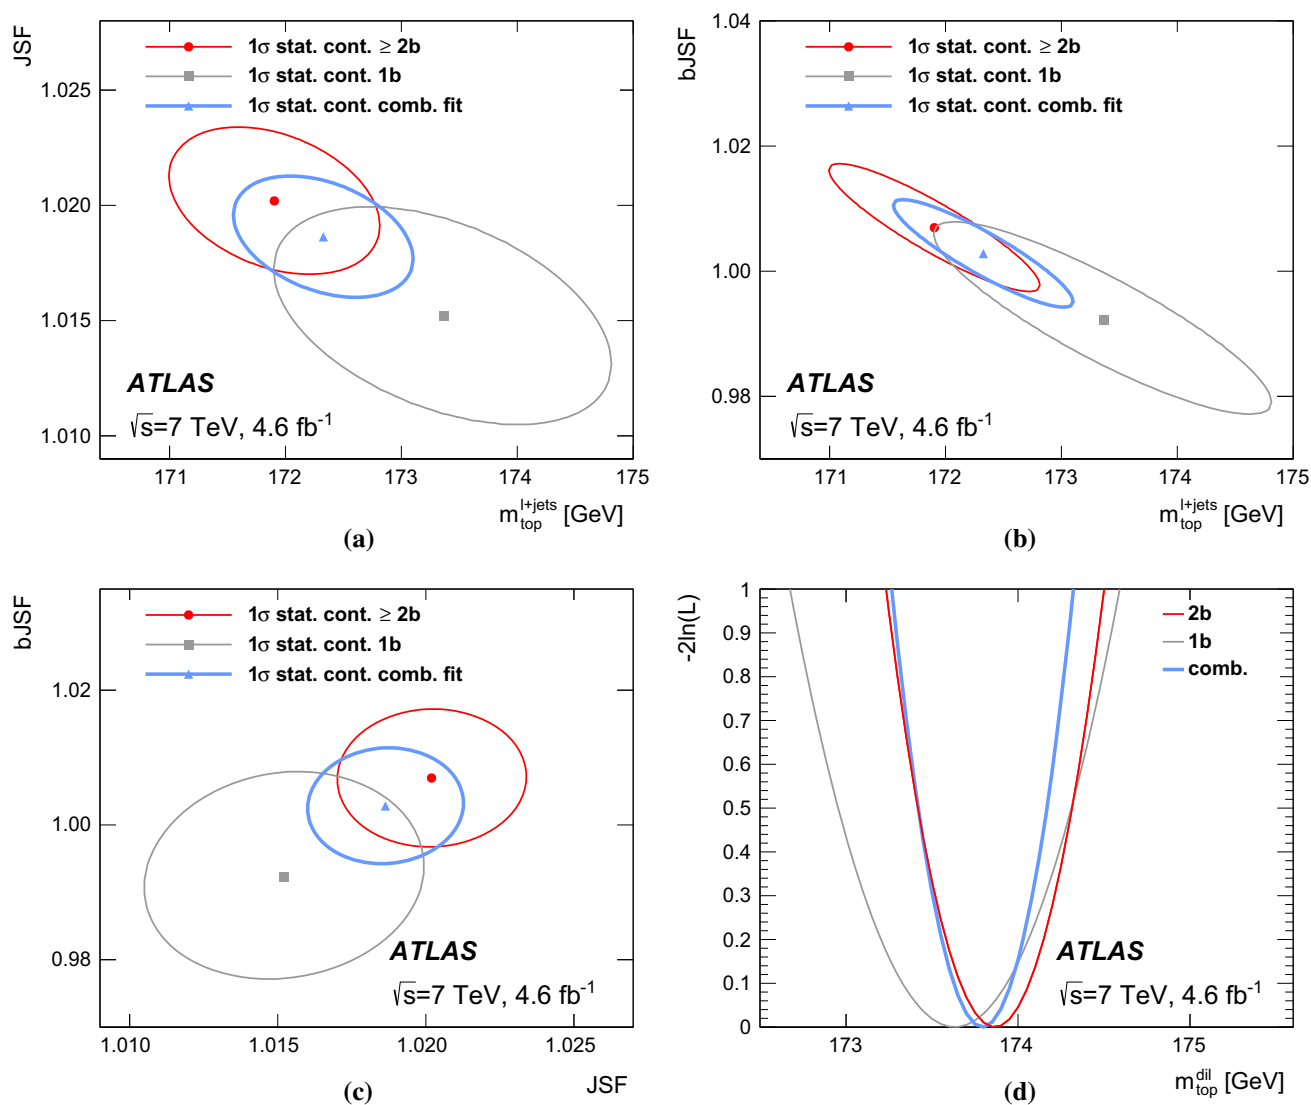 JSF
1σ stat. cont. ≥ 2b
1σ stat. cont. 1b
1σ stat. cont. comb. fit
1.025
1.020
1.015
1.010
ATLAS
√s=7 TeV, 4.6 fb-1
171 172 173 174 175
m_top^l+jets [GeV]
(a)
bJSF
1σ stat. cont. ≥ 2b
1σ stat. cont. 1b
1σ stat. cont. comb. fit
1.04
1.02
1.00
0.98
ATLAS
√s=7 TeV, 4.6 fb-1
171 172 173 174 175
m_top^l+jets [GeV]
(b)
bJSF
1σ stat. cont. ≥ 2b
1σ stat. cont. 1b
1σ stat. cont. comb. fit
1.02
1.00
0.98
ATLAS
√s=7 TeV, 4.6 fb-1
1.010 1.015 1.020 1.025
JSF
(c)
-2ln(L)
2b
1b
comb.
1
0.9
0.8
0.7
0.6
0.5
0.4
0.3
0.2
0.1
0
ATLAS
√s=7 TeV, 4.6 fb-1
173 174 175
m_top^dil [GeV]
(d)